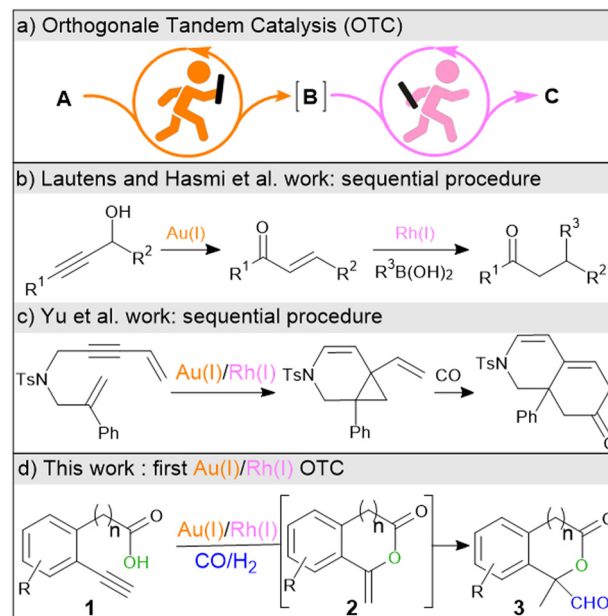 a) Orthogonale Tandem Catalysis (OTC)
A [B] C
b) Lautens and Hasmi et al. work: sequential procedure
OH
R1 R2
Au(I)
O
R1 R2
Rh(I)
R3B(OH)2
O R3
R1 R2
c) Yu et al. work: sequential procedure
TsN
Ph
Au(I)/Rh(I)
TsN
Ph
CO
TsN
Ph
O
d) This work : first Au(I)/Rh(I) OTC
( )n O
OH
R
1
Au(I)/Rh(I)
CO/H2
( )n O
O
R
2
( )n O
O
R
CHO
3